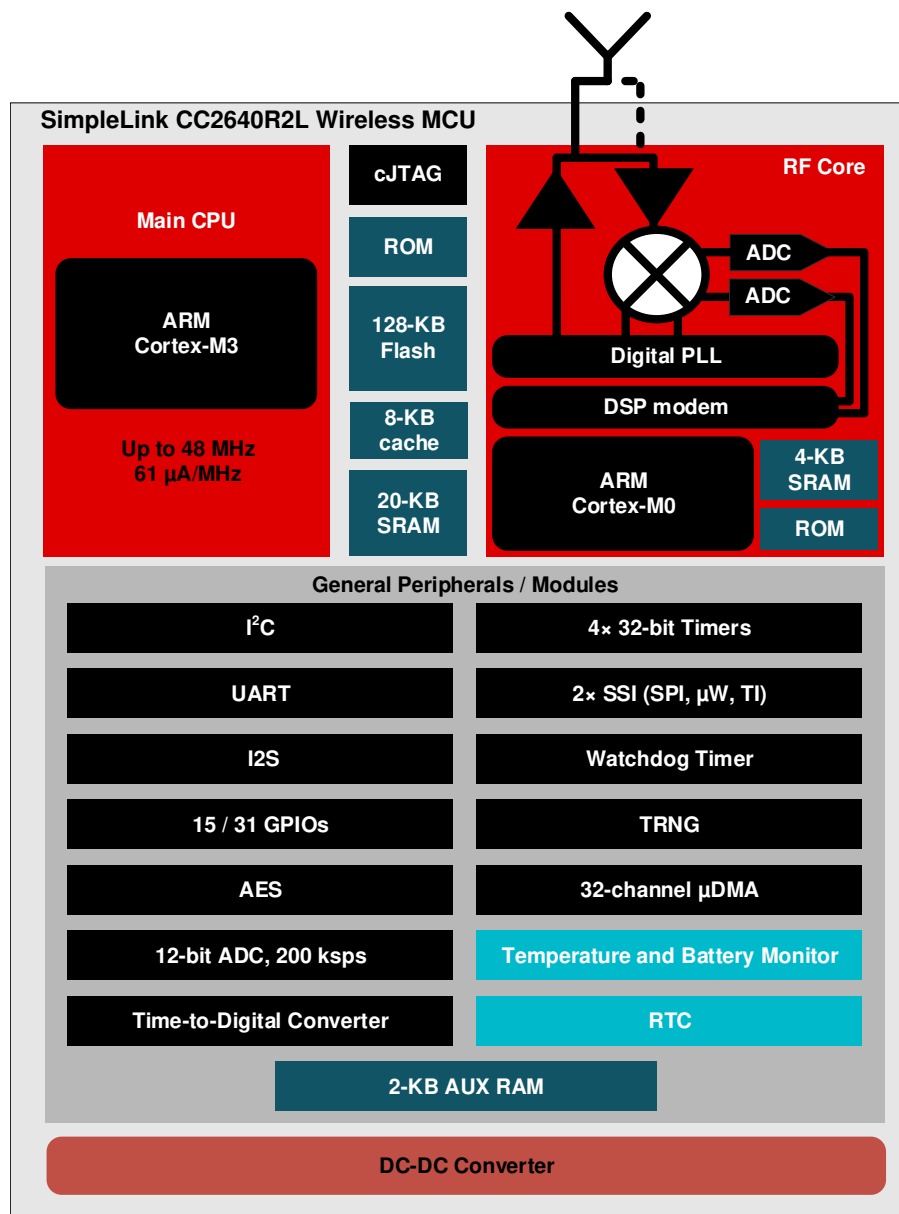 SimpleLink CC2640R2L Wireless MCU
Main CPU
ARM
Cortex-M3
Up to 48 MHz
61 µA/MHz
cJTAG
ROM
128-KB
Flash
8-KB
cache
20-KB
SRAM
RF Core
ADC
ADC
Digital PLL
DSP modem
ARM
Cortex-M0
4-KB
SRAM
ROM
General Peripherals / Modules
I²C
4× 32-bit Timers
UART
2× SSI (SPI, µW, TI)
I2S
Watchdog Timer
15 / 31 GPIOs
TRNG
AES
32-channel µDMA
12-bit ADC, 200 ksps
Temperature and Battery Monitor
Time-to-Digital Converter
RTC
2-KB AUX RAM
DC-DC Converter